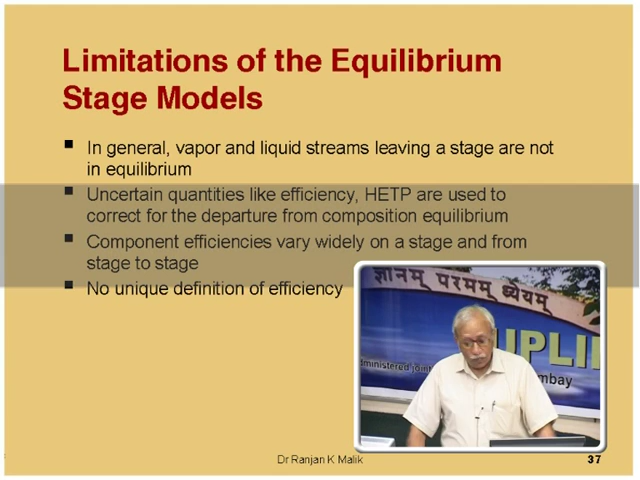 Limitations of the Equilibrium
Stage Models
In general, vapor and liquid streams leaving a stage are not
in equilibrium
Uncertain quantities like efficiency, HETP are used to
correct for the departure from composition equilibrium
Component efficiencies vary widely on a stage and from
stage to stage
No unique definition of efficiency
ज्ञानम् परमम् ध्येयम्
UPLI
ministered joint
mbay
Dr Ranjan K Malik
37